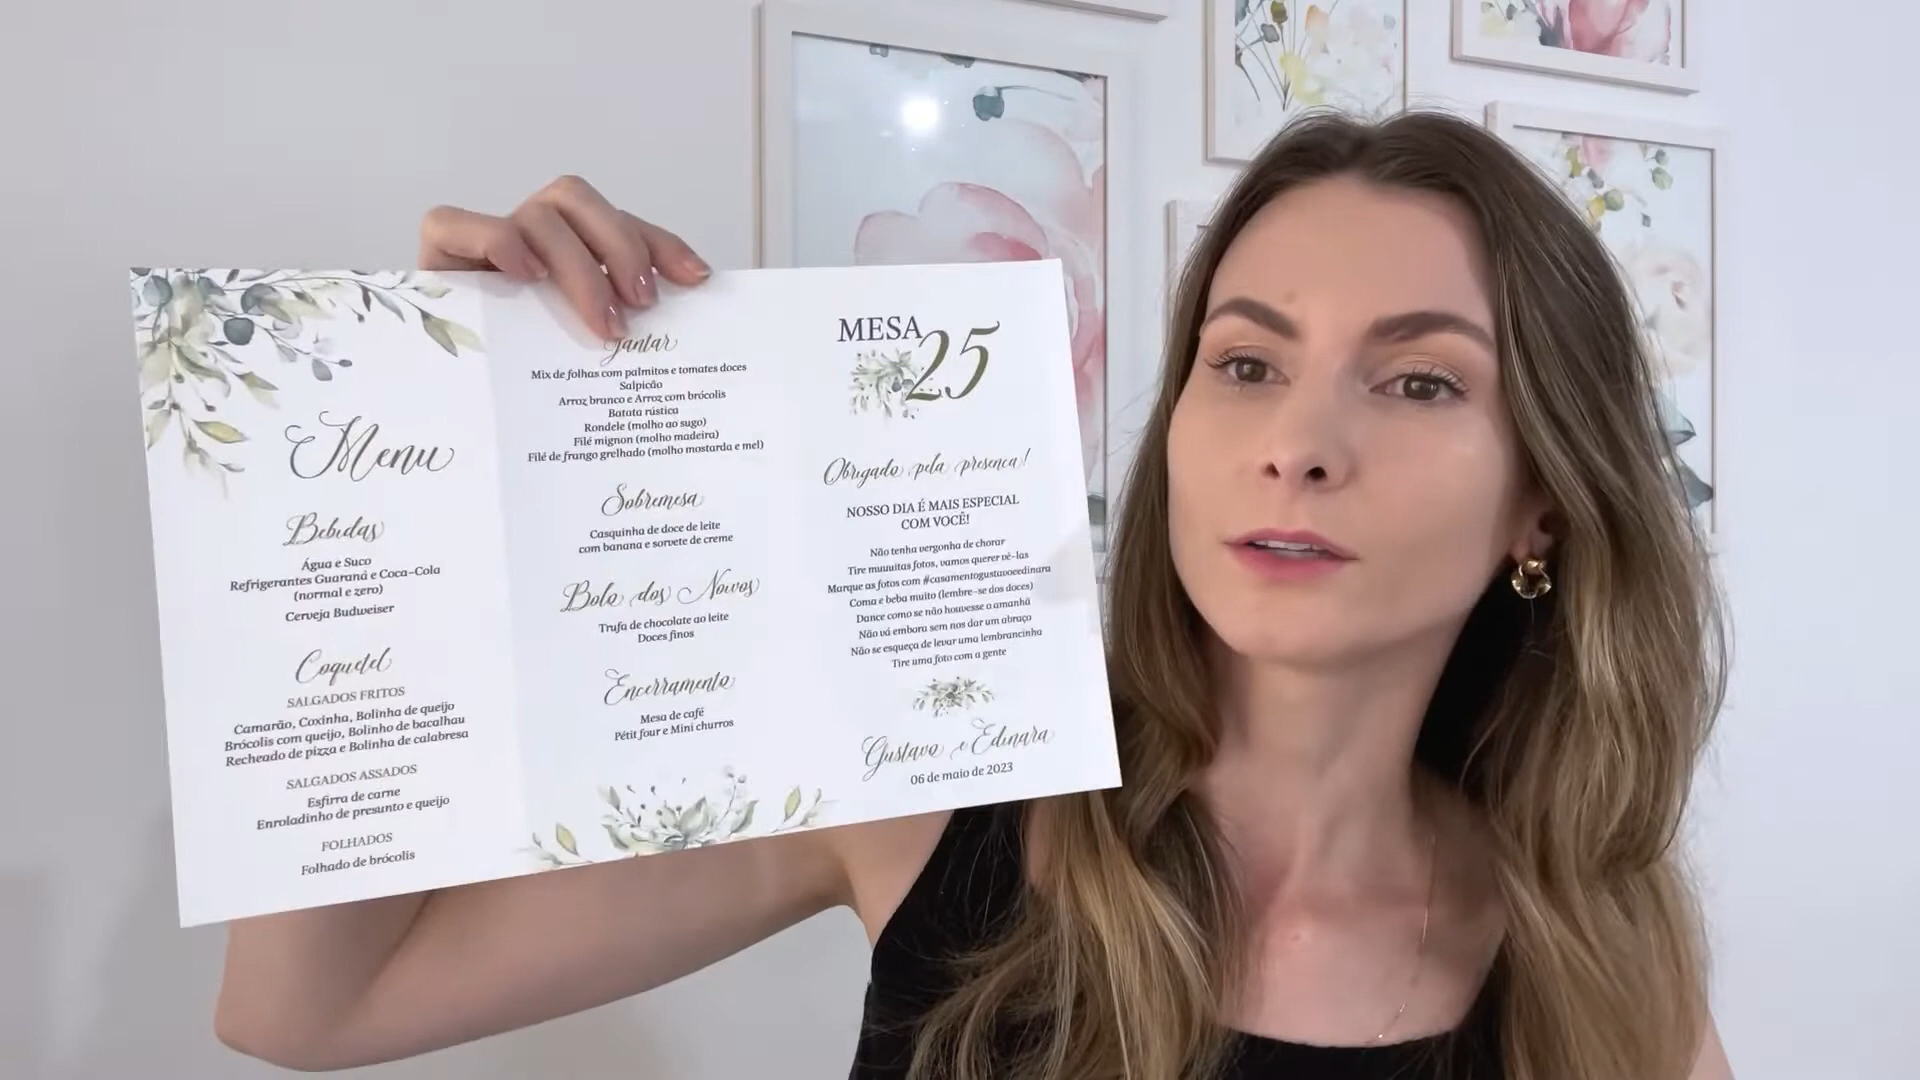 Menu
Bebidas
Água e Suco
Refrigerantes Guaraná e Coca-Cola
(normal e zero)
Cerveja Budweiser
Coquetel
SALGADOS FRITOS
Camarão, Coxinha, Bolinha de queijo
Brócolis com queijo, Bolinho de bacalhau
Recheado de pizza e Bolinha de calabresa
SALGADOS ASSADOS
Esfirra de carne
Enroladinho de presunto e queijo
FOLHADOS
Folhado de brócolis
Jantar
Mix de folhas com palmitos e tomates doces
Salpicão
Arroz branco e Arroz com brócolis
Batata rústica
Rondele (molho ao sugo)
Filé mignon (molho madeira)
Filé de frango grelhado (molho mostarda e mel)
Sobremesa
Casquinha de doce de leite
com banana e sorvete de creme
Bolo dos Noivos
Trufa de chocolate ao leite
Doces finos
Encerramento
Mesa de café
Pétit four e Mini churros
MESA 25
Obrigado pela presença!
NOSSO DIA É MAIS ESPECIAL
COM VOCÊ!
Não tenha vergonha de chorar
Tire muuuitas fotos, vamos querer vê-las
Marque as fotos com #casamentogustavoeedinara
Coma e beba muito (lembre-se dos doces)
Dance como se não houvesse o amanhã
Não vá embora sem nos dar um abraço
Não se esqueça de levar uma lembrancinha
Tire uma foto com a gente
Gustavo e Edinara
06 de maio de 2023